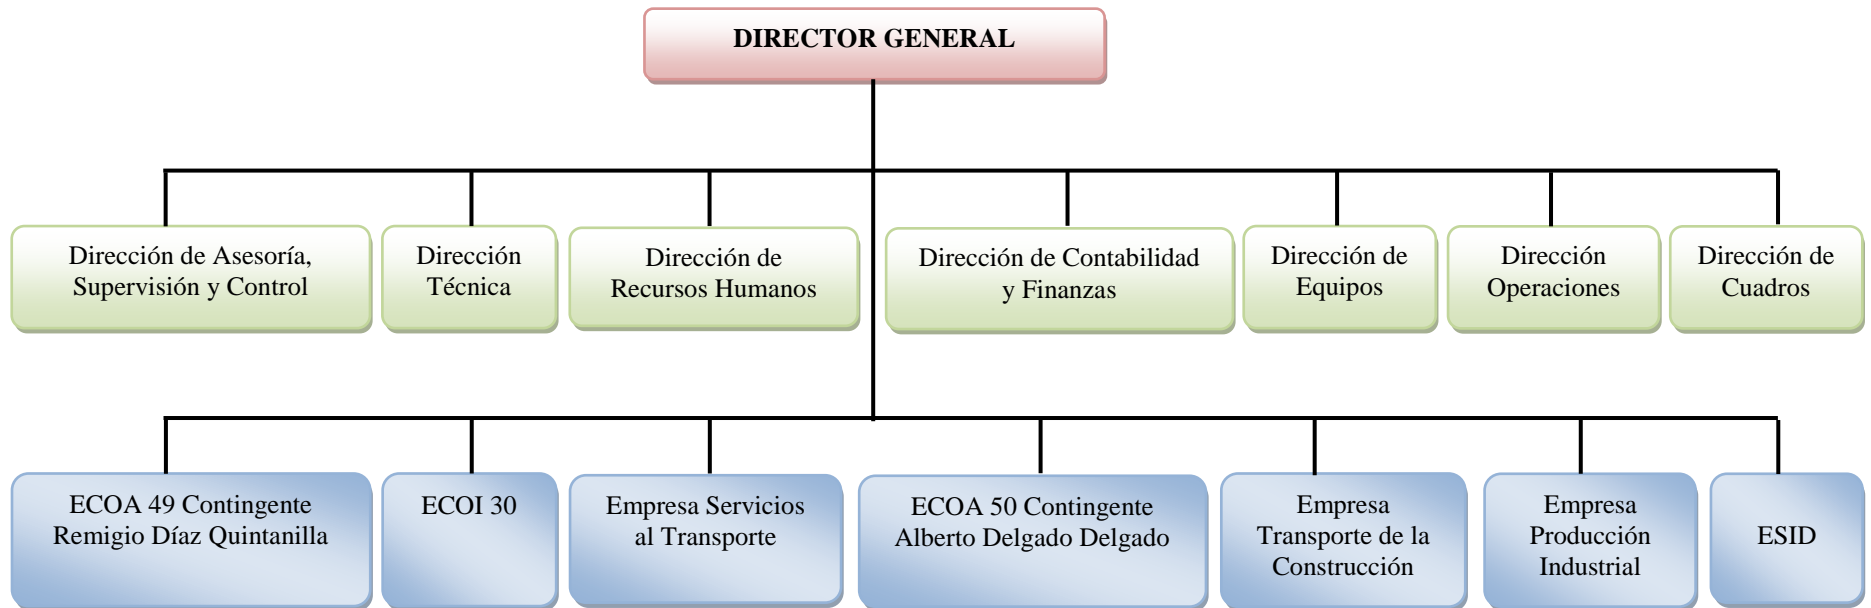 DIRECTOR GENERAL
Dirección de Asesoría,
Supervisión y Control
Dirección
Técnica
Dirección de
Recursos Humanos
Dirección de Contabilidad
y Finanzas
Dirección de
Equipos
Dirección
Operaciones
Dirección de
Cuadros
ECOA 49 Contingente
Remigio Díaz Quintanilla
ECOI 30
Empresa Servicios
al Transporte
ECOA 50 Contingente
Alberto Delgado Delgado
Empresa
Transporte de la
Construcción
Empresa
Producción
Industrial
ESID